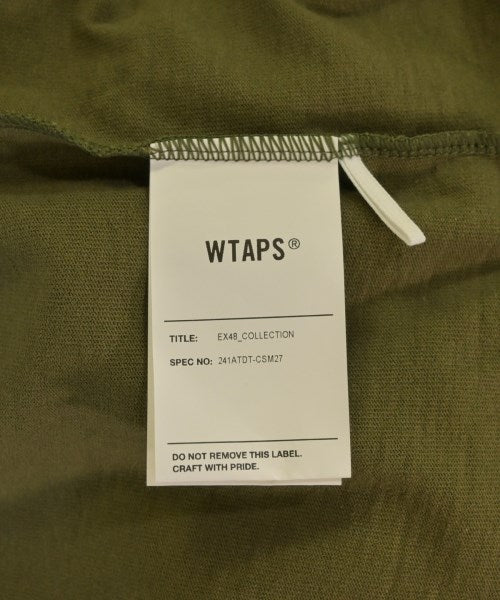 WTAPS®
TITLE: EX48_COLLECTION
SPEC NO: 241ATDT-CSM27
DO NOT REMOVE THIS LABEL.
CRAFT WITH PRIDE.